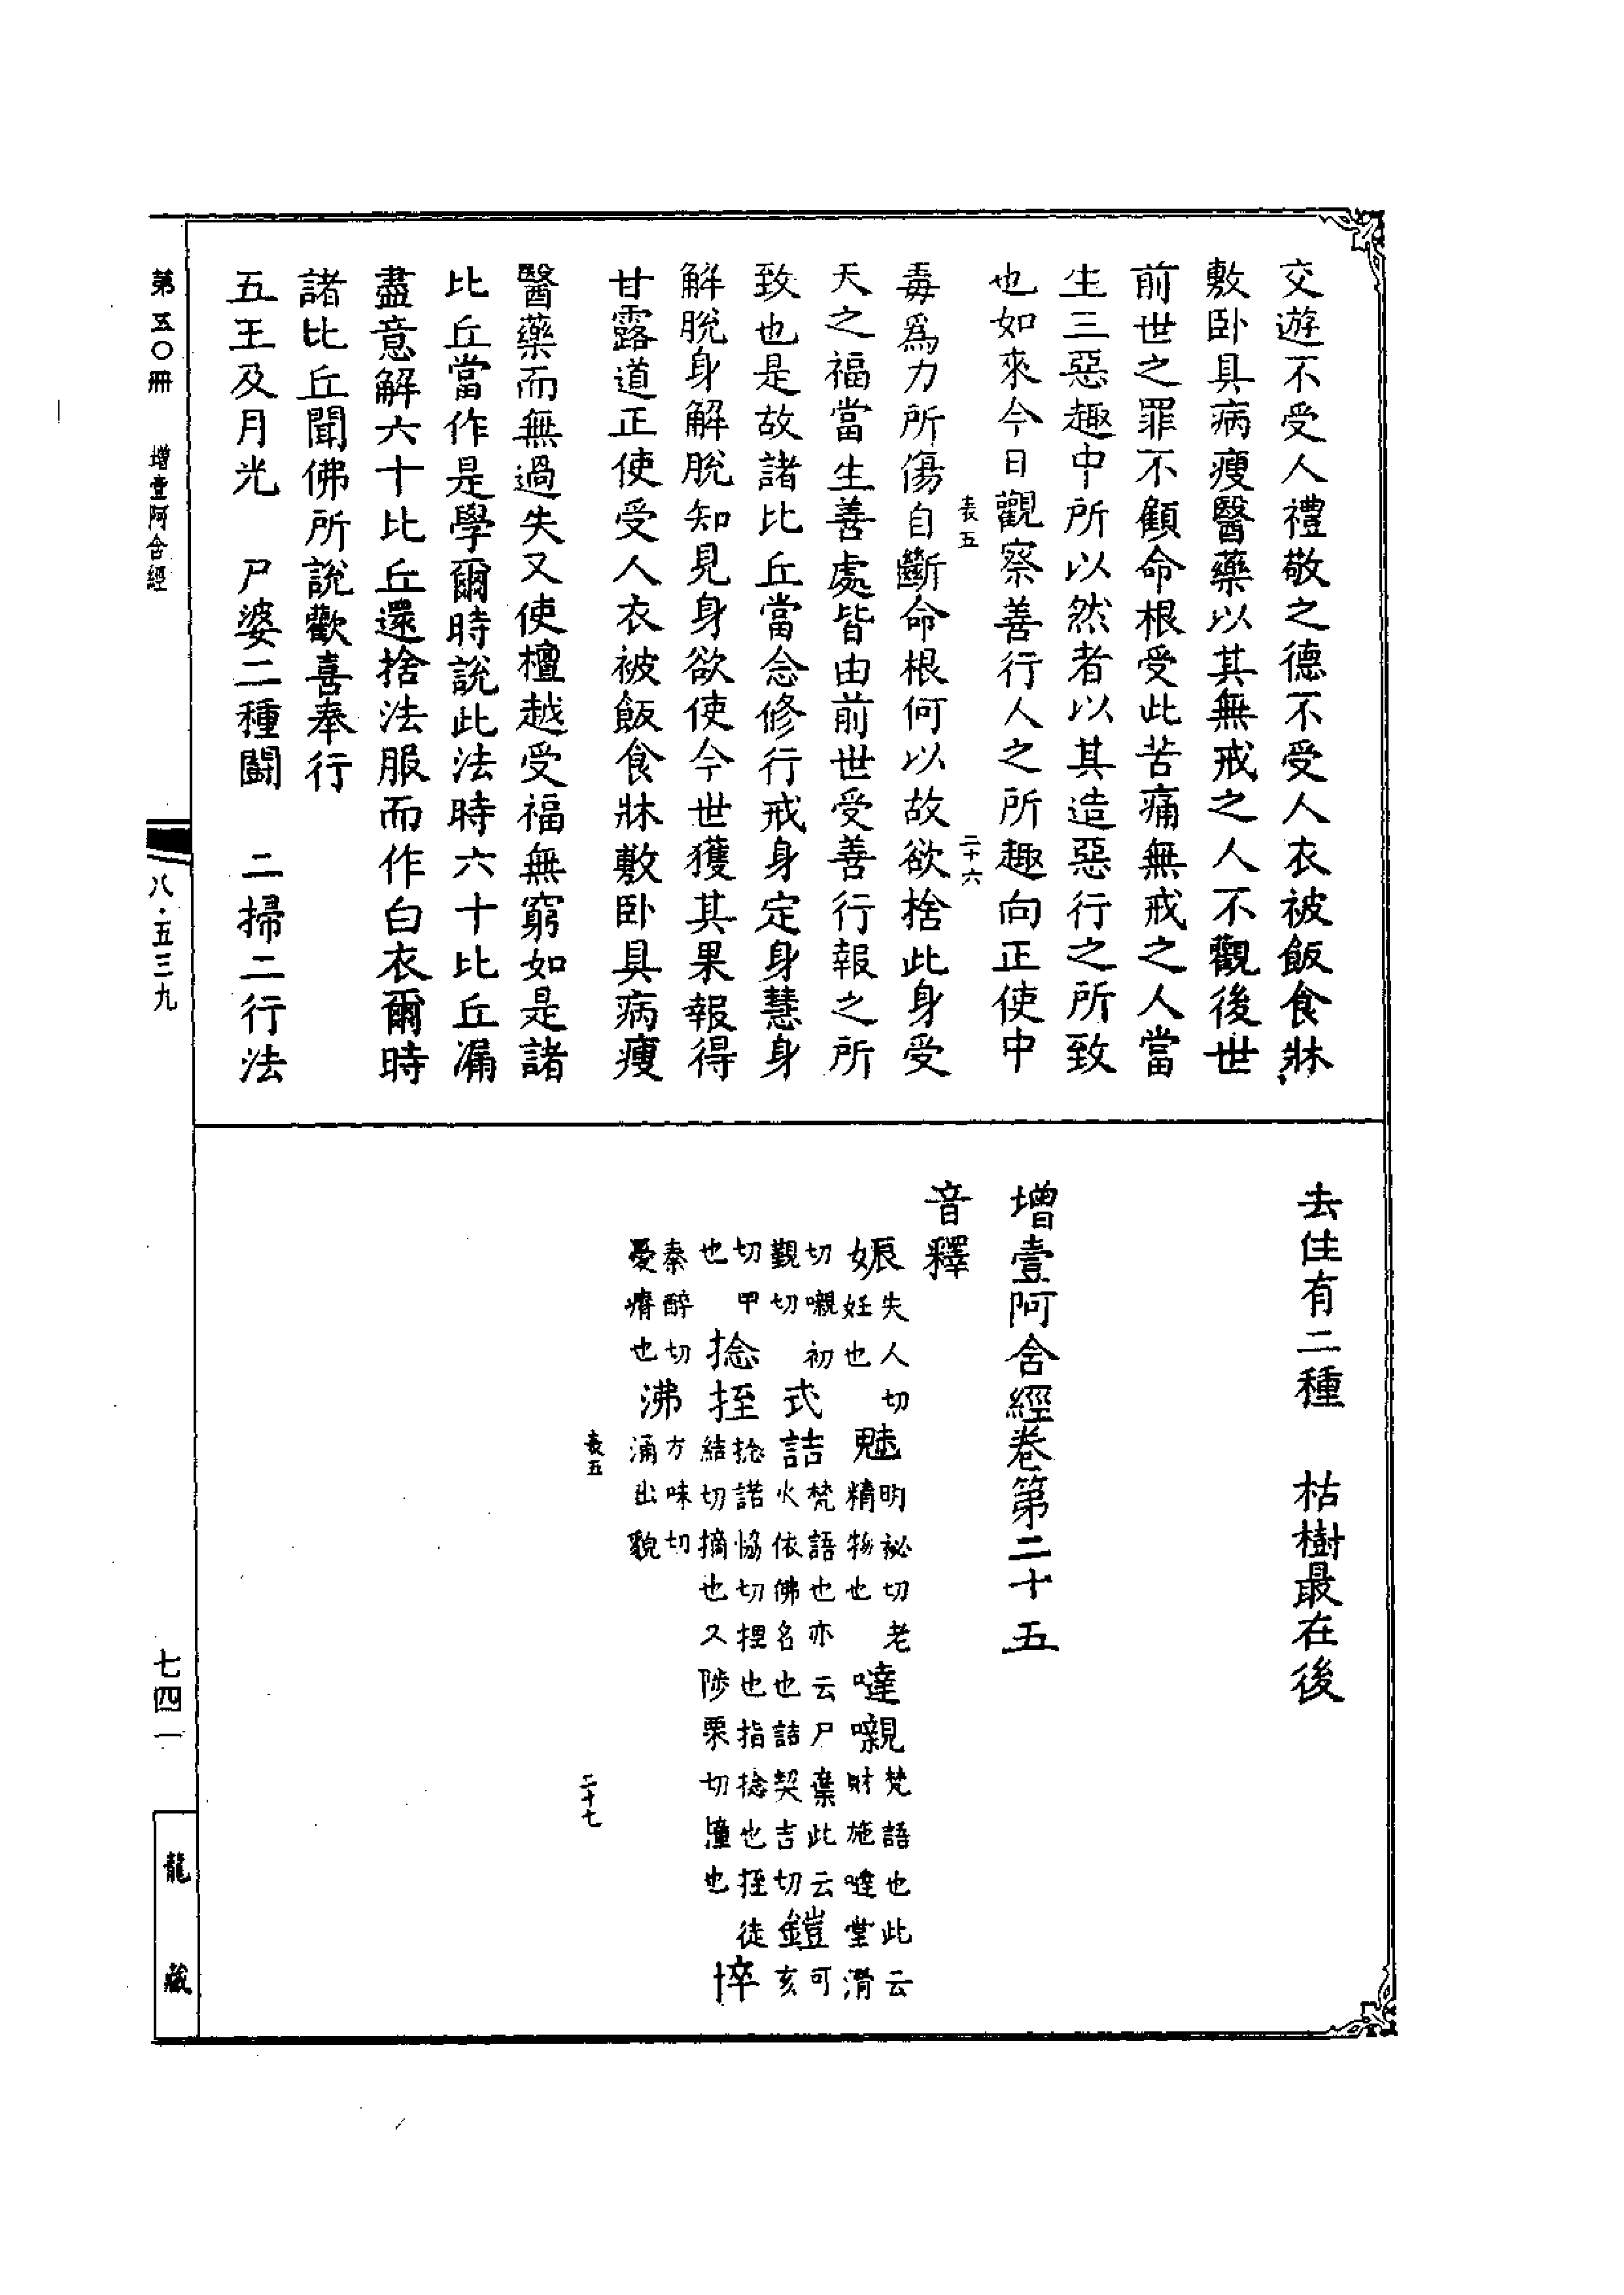 交遊不受人禮敬之德不受人衣被飯食牀
敷卧具病瘦醫藥以其無戒之人不觀後世
前世之罪不顧命根受此苦痛無戒之人當
生三惡趣中所以然者以其造惡行之所致
也如來今日觀察善行人之所趣向正使中
表五　二十六
毒爲力所傷自斷命根何以故欲捨此身受
天之福當生善處皆由前世受善行報之所
致也是故諸比丘當念修行戒身定身慧身
解脫身解脫知見身欲使今世獲其果報得
甘露道正使受人衣被飯食牀敷卧具病瘦
醫藥而無過失又使檀越受福無窮如是諸
比丘當作是學爾時說此法時六十比丘漏
盡意解六十比丘還捨法服而作白衣爾時
諸比丘聞佛所說歡喜奉行
五王及月光　尸婆二種鬪　二掃二行法
去住有二種　枯樹最在後
增壹阿含經卷第二十五
音釋
娠失人切妊也　魅明祕切老精物也　噠嚫梵語也此云財施噠堂滑
切嚫初覲切　式詰梵語也亦云尸棄此云火依佛名也詰契吉切　鎧可亥
切甲也　捻挃捻諾協切捏也指捻也挃徒結切摘也又陟栗切撞也　悴
秦醉切憂瘠也　沸方味切涌出貌
表五　二十七
第五〇冊　增壹阿含經
八·五三九
七四一
龍藏